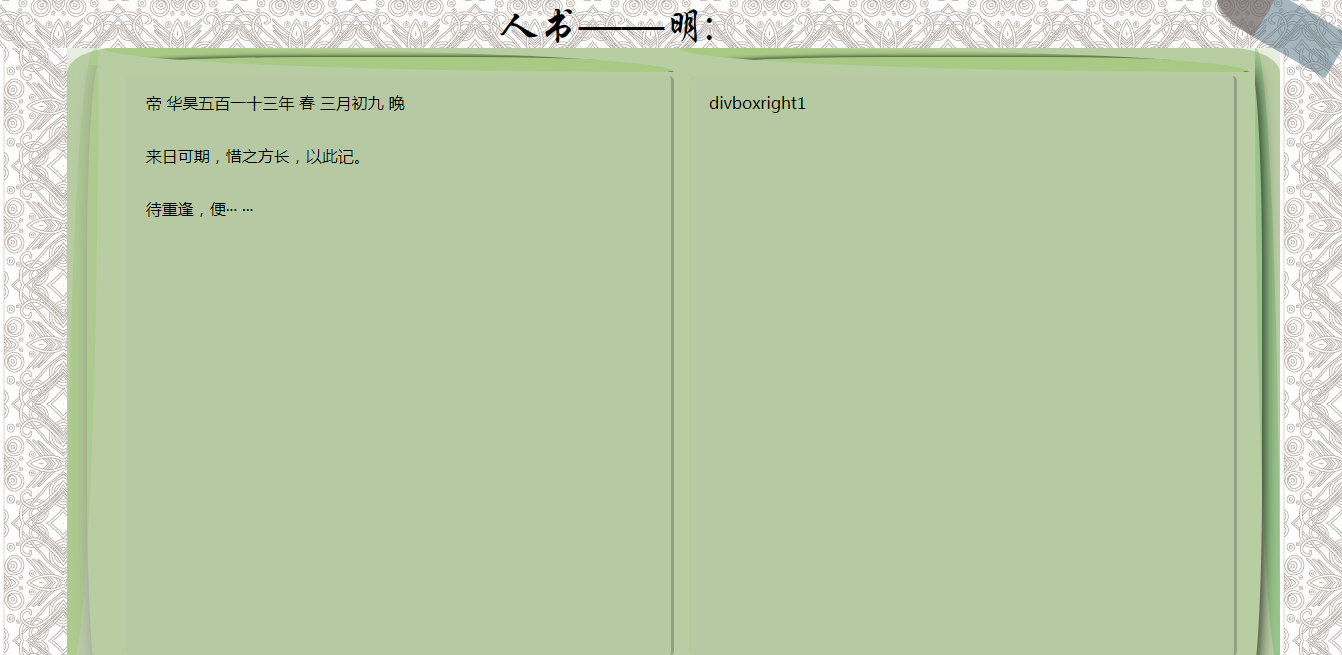 人书——明：
帝 华昊五百一十三年 春 三月初九 晚
来日可期，惜之方长，以此记。
待重逢，便··· ···
divboxright1